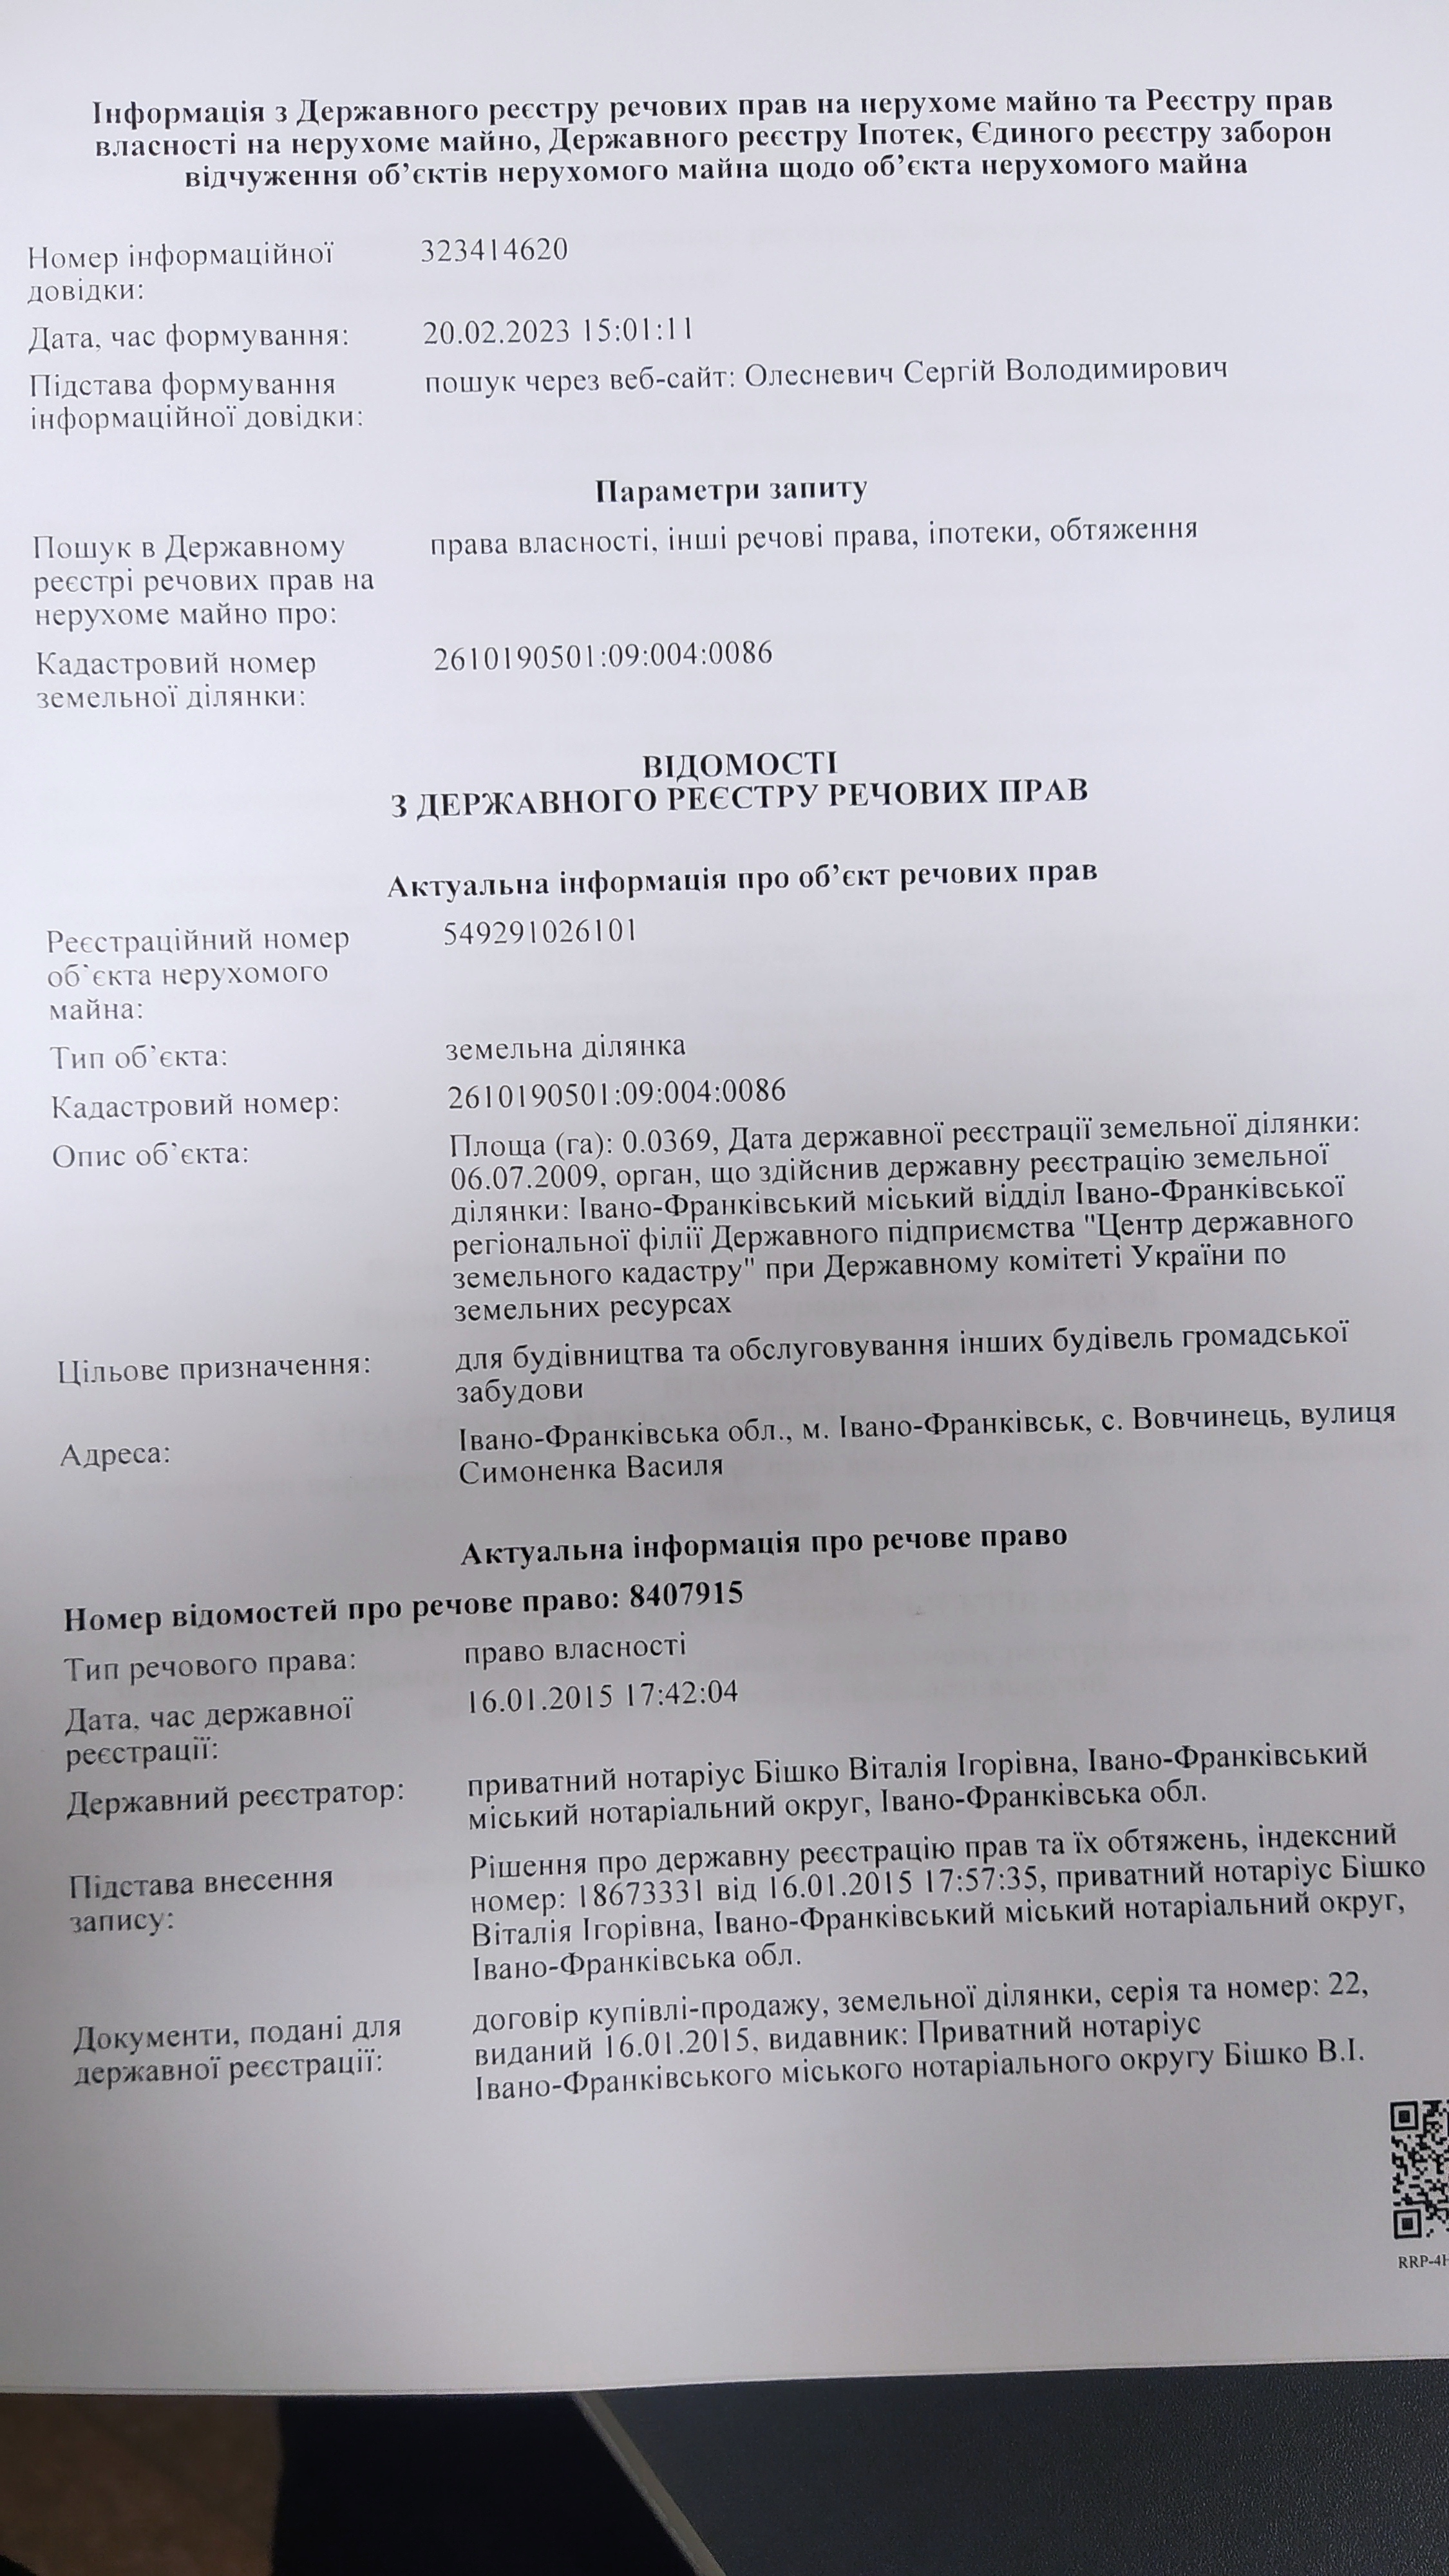 Інформація з Державного реєстру речових прав на нерухоме майно та Реєстру прав
власності на нерухоме майно, Державного реєстру Іпотек, Єдиного реєстру заборон
відчуження об’єктів нерухомого майна щодо об’єкта нерухомого майна
Номер інформаційної довідки: 323414620
Дата, час формування: 20.02.2023 15:01:11
Підстава формування інформаційної довідки: пошук через веб-сайт: Олесневич Сергій Володимирович
Параметри запиту
Пошук в Державному реєстрі речових прав на нерухоме майно про: права власності, інші речові права, іпотеки, обтяження
Кадастровий номер земельної ділянки: 2610190501:09:004:0086
ВІДОМОСТІ
З ДЕРЖАВНОГО РЕЄСТРУ РЕЧОВИХ ПРАВ
Актуальна інформація про об’єкт речових прав
Реєстраційний номер об’єкта нерухомого майна: 549291026101
Тип об’єкта: земельна ділянка
Кадастровий номер: 2610190501:09:004:0086
Опис об’єкта: Площа (га): 0.0369, Дата державної реєстрації земельної ділянки:
06.07.2009, орган, що здійснив державну реєстрацію земельної
ділянки: Івано-Франківський міський відділ Івано-Франківської
регіональної філії Державного підприємства "Центр державного
земельного кадастру" при Державному комітеті України по
земельних ресурсах
Цільове призначення: для будівництва та обслуговування інших будівель громадської
забудови
Адреса: Івано-Франківська обл., м. Івано-Франківськ, с. Вовчинець, вулиця
Симоненка Василя
Актуальна інформація про речове право
Номер відомостей про речове право: 8407915
Тип речового права: право власності
Дата, час державної реєстрації: 16.01.2015 17:42:04
Державний реєстратор: приватний нотаріус Бішко Віталія Ігорівна, Івано-Франківський
міський нотаріальний округ, Івано-Франківська обл.
Підстава внесення запису: Рішення про державну реєстрацію прав та їх обтяжень, індексний
номер: 18673331 від 16.01.2015 17:57:35, приватний нотаріус Бішко
Віталія Ігорівна, Івано-Франківський міський нотаріальний округ,
Івано-Франківська обл.
Документи, подані для державної реєстрації: договір купівлі-продажу, земельної ділянки, серія та номер: 22,
виданий 16.01.2015, видавник: Приватний нотаріус
Івано-Франківського міського нотаріального округу Бішко В.І.
RRP-4H